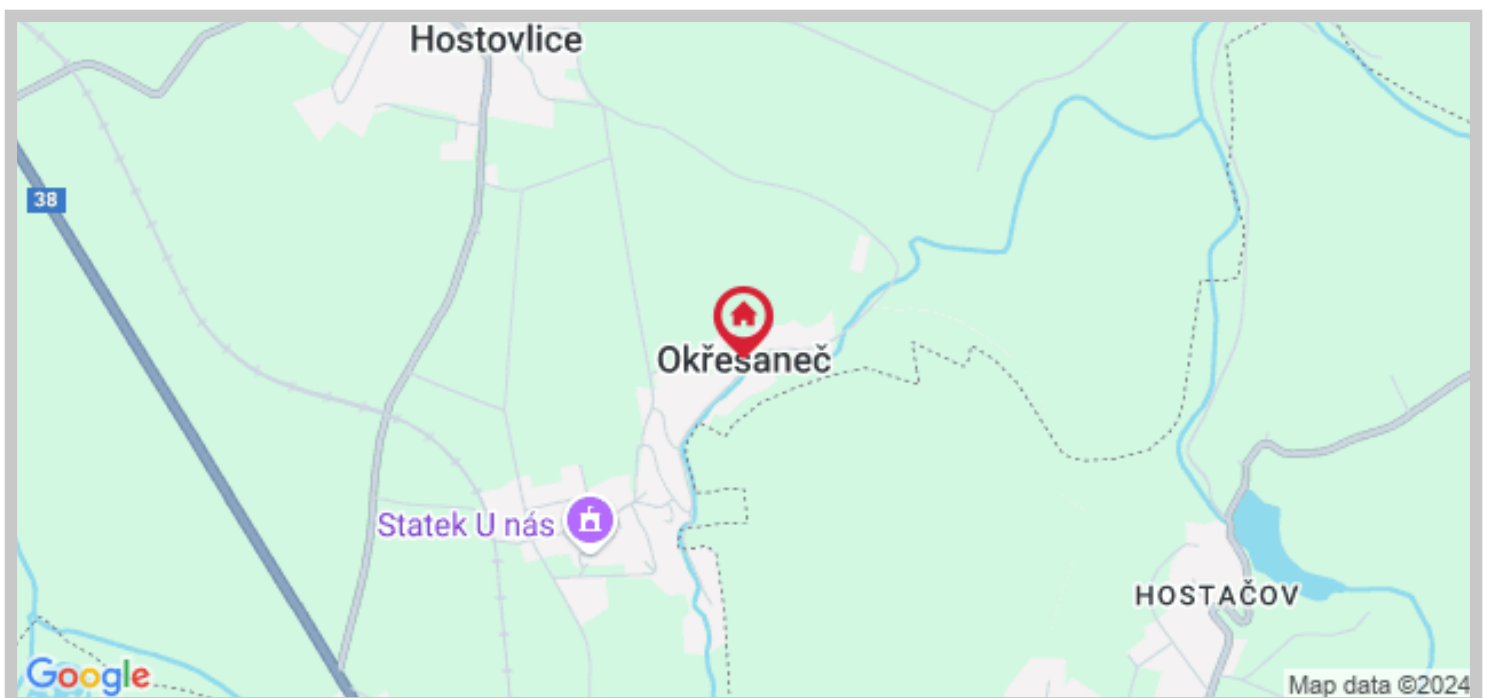 Hostovlice
38
Okřesaneč
Statek U nás
HOSTAČOV
Google
Map data ©2024